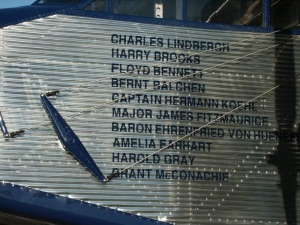 CHARLES LINDBERGH
HARRY BROOKS
FLOYD BENNETT
BERNT BALCHEN
CAPTAIN HERMANN KOEHL
MAJOR JAMES FITZMAURICE
BARON EHRENFRIED VON
AMELIA EARHART
HAROLD GRAY
GRANT McCONACHIE